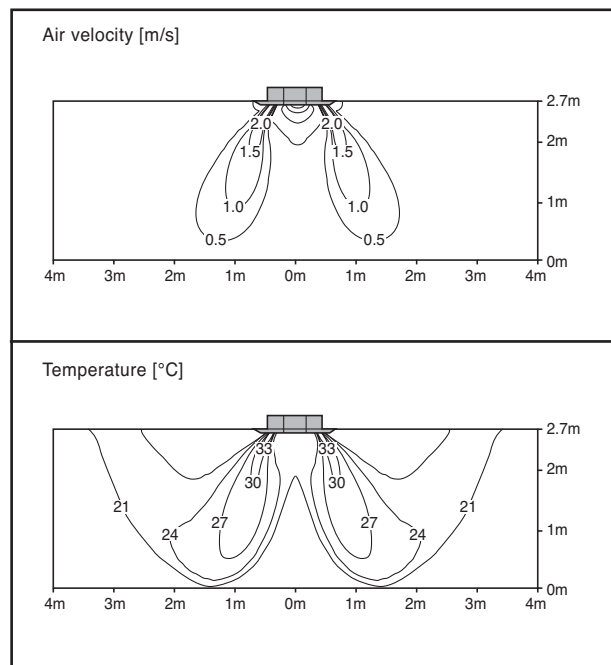 Air velocity [m/s]
2.7m
2.0 2.0
2m
1.5 1.5
1.0 1.0
1m
0.5 0.5
0m
4m 3m 2m 1m 0m 1m 2m 3m 4m
Temperature [°C]
2.7m
33 33
2m
30 30
21 24 27 27 24 21
1m
0m
4m 3m 2m 1m 0m 1m 2m 3m 4m